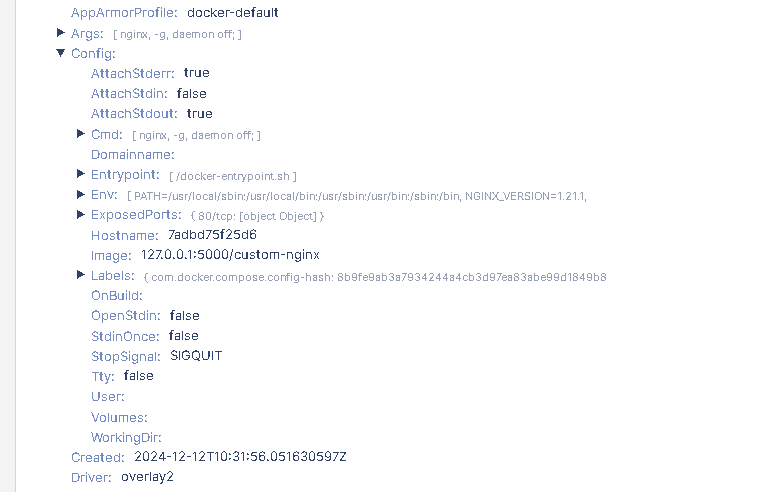 AppArmorProfile: docker-default
Args: [ nginx, -g, daemon off; ]
Config:
AttachStderr: true
AttachStdin: false
AttachStdout: true
Cmd: [ nginx, -g, daemon off; ]
Domainname:
Entrypoint: [ /docker-entrypoint.sh ]
Env: [ PATH=/usr/local/sbin:/usr/local/bin:/usr/sbin:/usr/bin:/sbin:/bin, NGINX_VERSION=1.21.1,
ExposedPorts: { 80/tcp: [object Object] }
Hostname: 7adbd75f25d6
Image: 127.0.0.1:5000/custom-nginx
Labels: { com.docker.compose.config-hash: 8b9fe9ab3a7934244a4cb3d97ea83abe99d1849b8
OnBuild:
OpenStdin: false
StdinOnce: false
StopSignal: SIGQUIT
Tty: false
User:
Volumes:
WorkingDir:
Created: 2024-12-12T10:31:56.051630597Z
Driver: overlay2